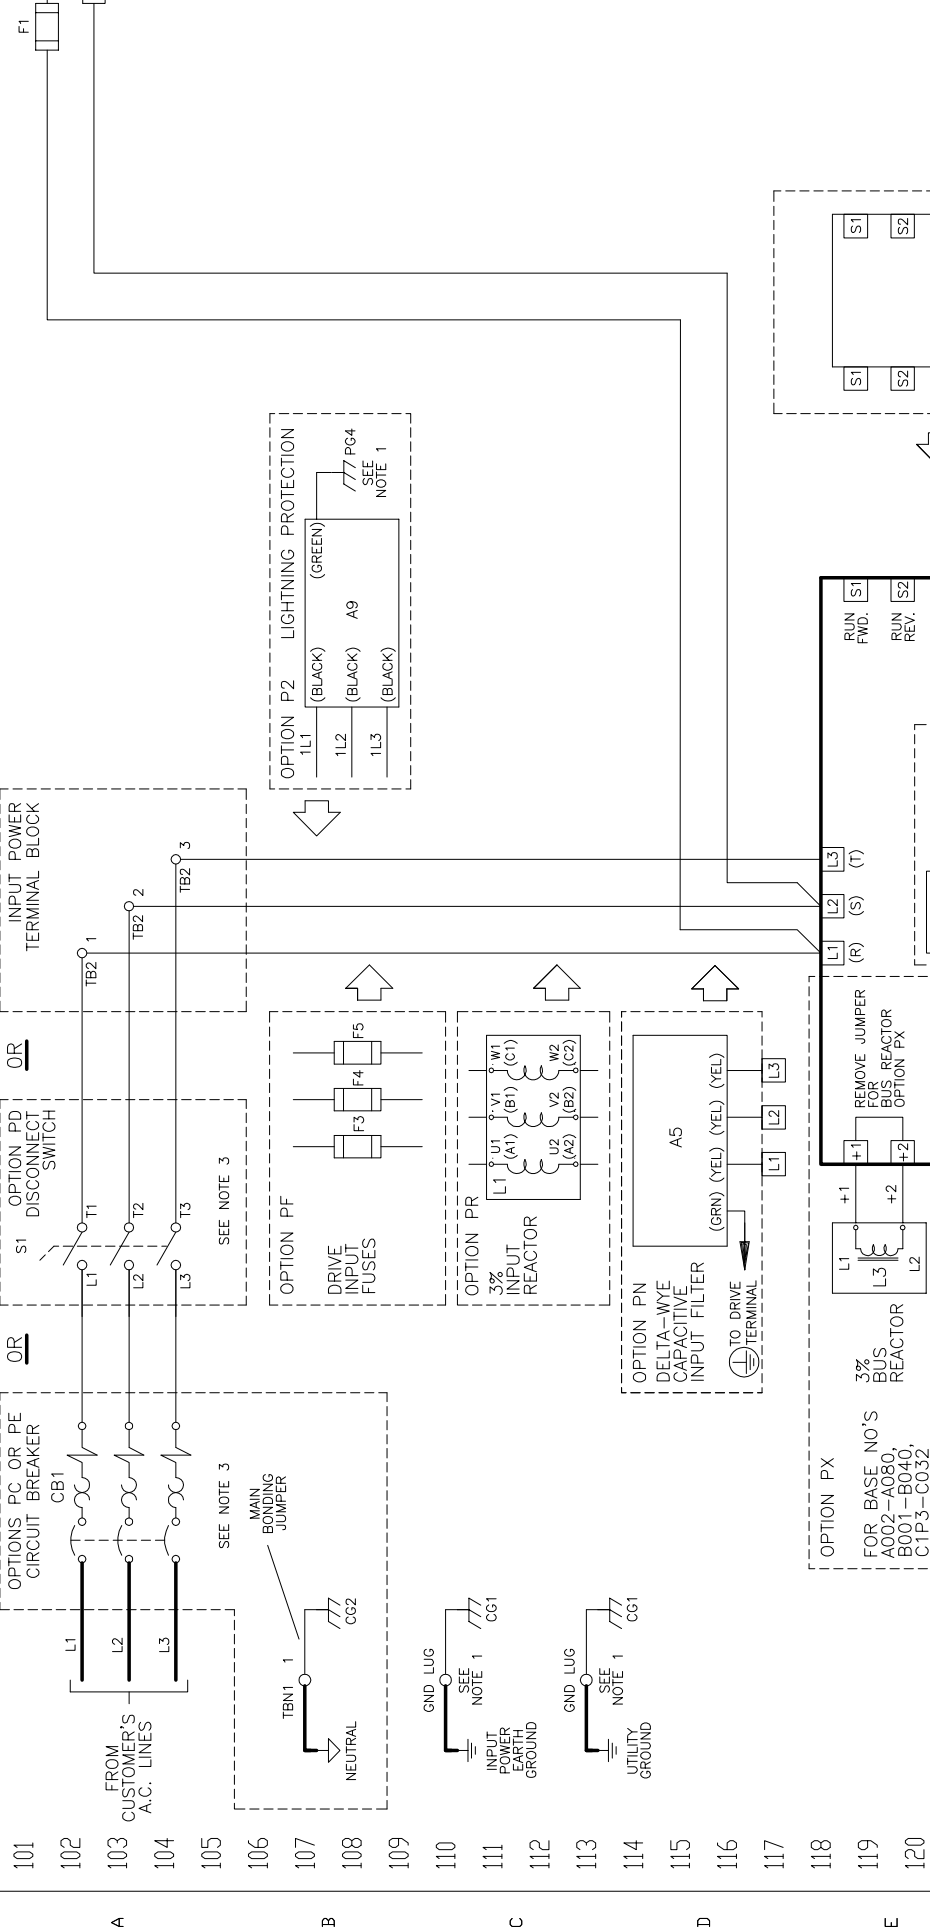 101
102
103
104
105
106
107
108
109
110
111
112
113
114
115
116
117
118
119
120
A
B
C
D
E
FROM
CUSTOMER'S
A.C. LINES
L1
L2
L3
OPTIONS PC OR PE
CIRCUIT BREAKER
CB1
SEE NOTE 3
MAIN
BONDING
JUMPER
TBN1 1
CG2
NEUTRAL
GND LUG
CG1
SEE
NOTE 1
INPUT
POWER
EARTH
GROUND
GND LUG
CG1
SEE
NOTE 1
UTILITY
GROUND
OR
S1
OPTION PD
DISCONNECT
SWITCH
L1
T1
L2
T2
L3
T3
SEE NOTE 3
OR
INPUT POWER
TERMINAL BLOCK
TB2 1
TB2 2
TB2 3
F1
OPTION PF
DRIVE
INPUT
FUSES
F3
F4
F5
OPTION PR
3%
INPUT
REACTOR
L1
U1
V1
W1
(A1)
(B1)
(C1)
U2
V2
W2
(A2)
(B2)
(C2)
OPTION PN
DELTA-WYE
CAPACITIVE
INPUT FILTER
TO DRIVE
TERMINAL
A5
(GRN) (YEL) (YEL) (YEL)
L1
L2
L3
OPTION P2 LIGHTNING PROTECTION
1L1
(BLACK)
(GREEN)
1L2
(BLACK)
A9
1L3
(BLACK)
PG4
SEE
NOTE 1
OPTION PX
FOR BASE NO'S
A002-A080,
B001-B040,
C1P3-C032
3%
BUS
REACTOR
L1
L3
L2
+1
+2
+1
+2
REMOVE JUMPER
FOR
BUS REACTOR
OPTION PX
L1
(R)
L2
(S)
L3
(T)
RUN
FWD.
S1
RUN
REV.
S2
S1
S1
S2
S2